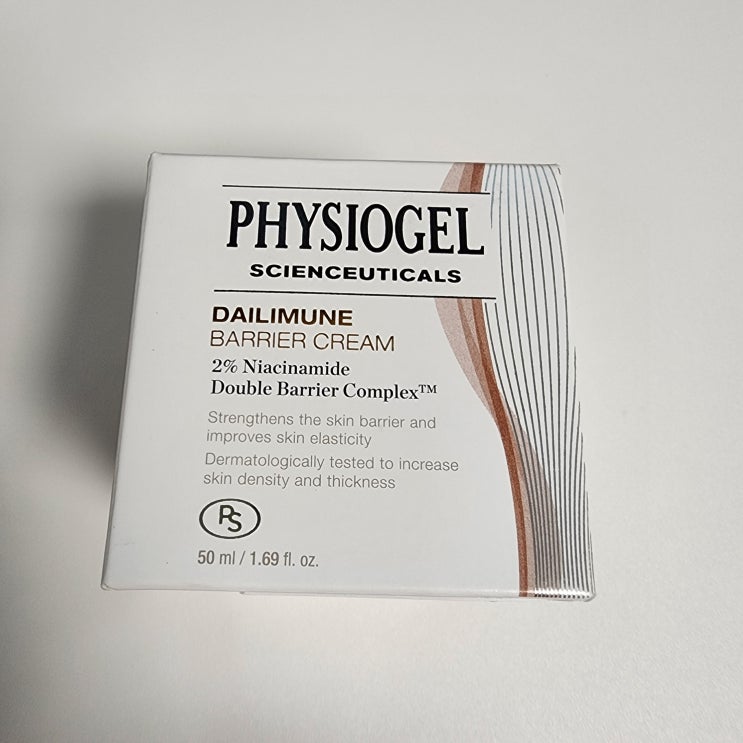 PHYSIOGEL
SCIENCEUTICALS
DAILIMUNE
BARRIER CREAM
2% Niacinamide
Double Barrier Complex™
Strengthens the skin barrier and
improves skin elasticity
Dermatologically tested to increase
skin density and thickness
PS
50 ml / 1.69 fl. oz.